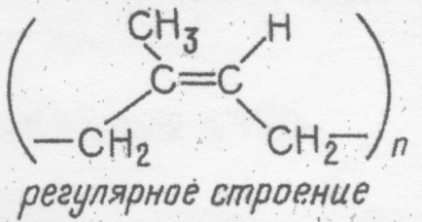 CH₃ H
C=C
—CH₂ CH₂— n
регулярное строение